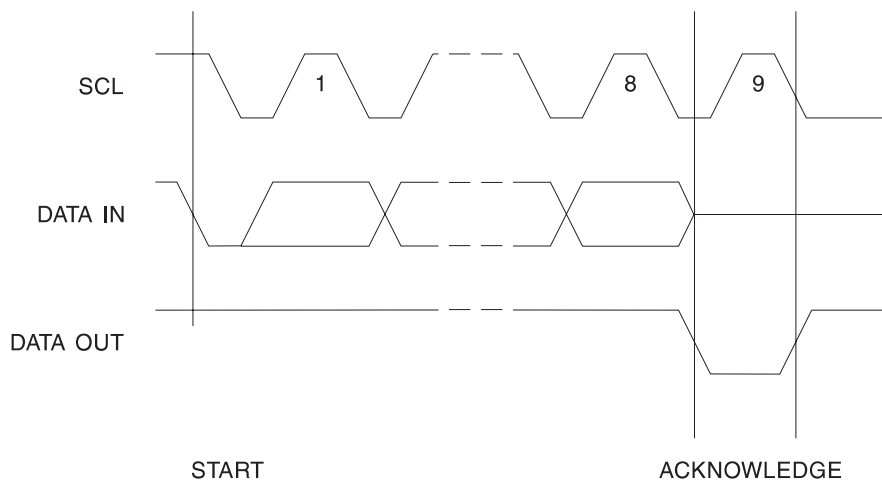 SCL
1
8
9
DATA IN
DATA OUT
START
ACKNOWLEDGE